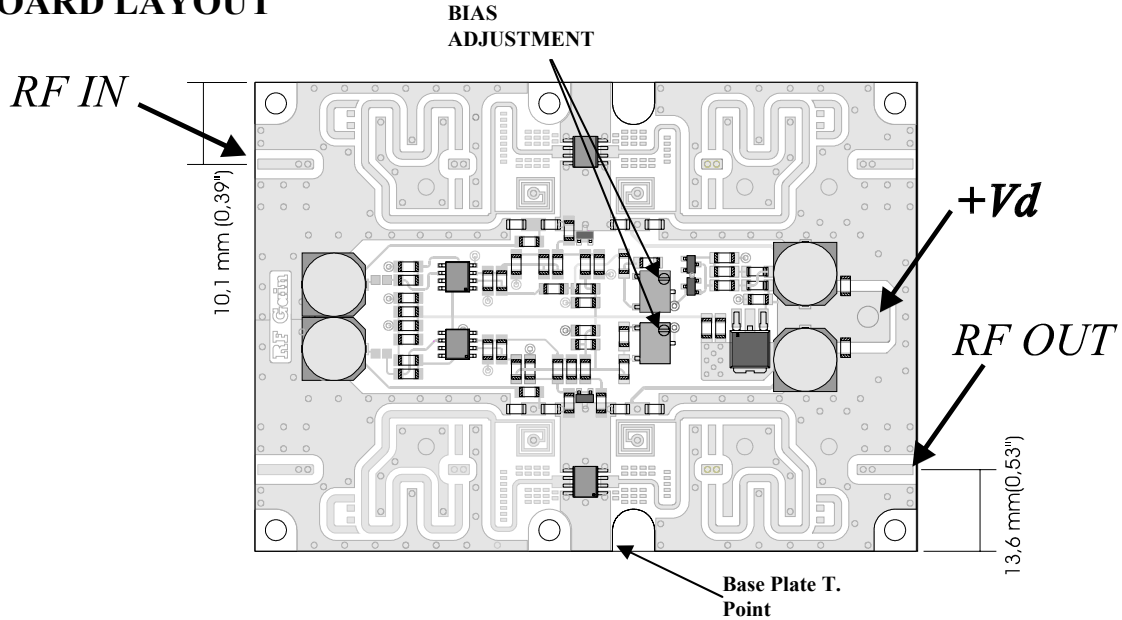 OARD LAYOUT
BIAS
ADJUSTMENT
RF IN
10,1 mm (0,39")
+Vd
RF Gain
RF OUT
13,6 mm(0,53")
Base Plate T.
Point